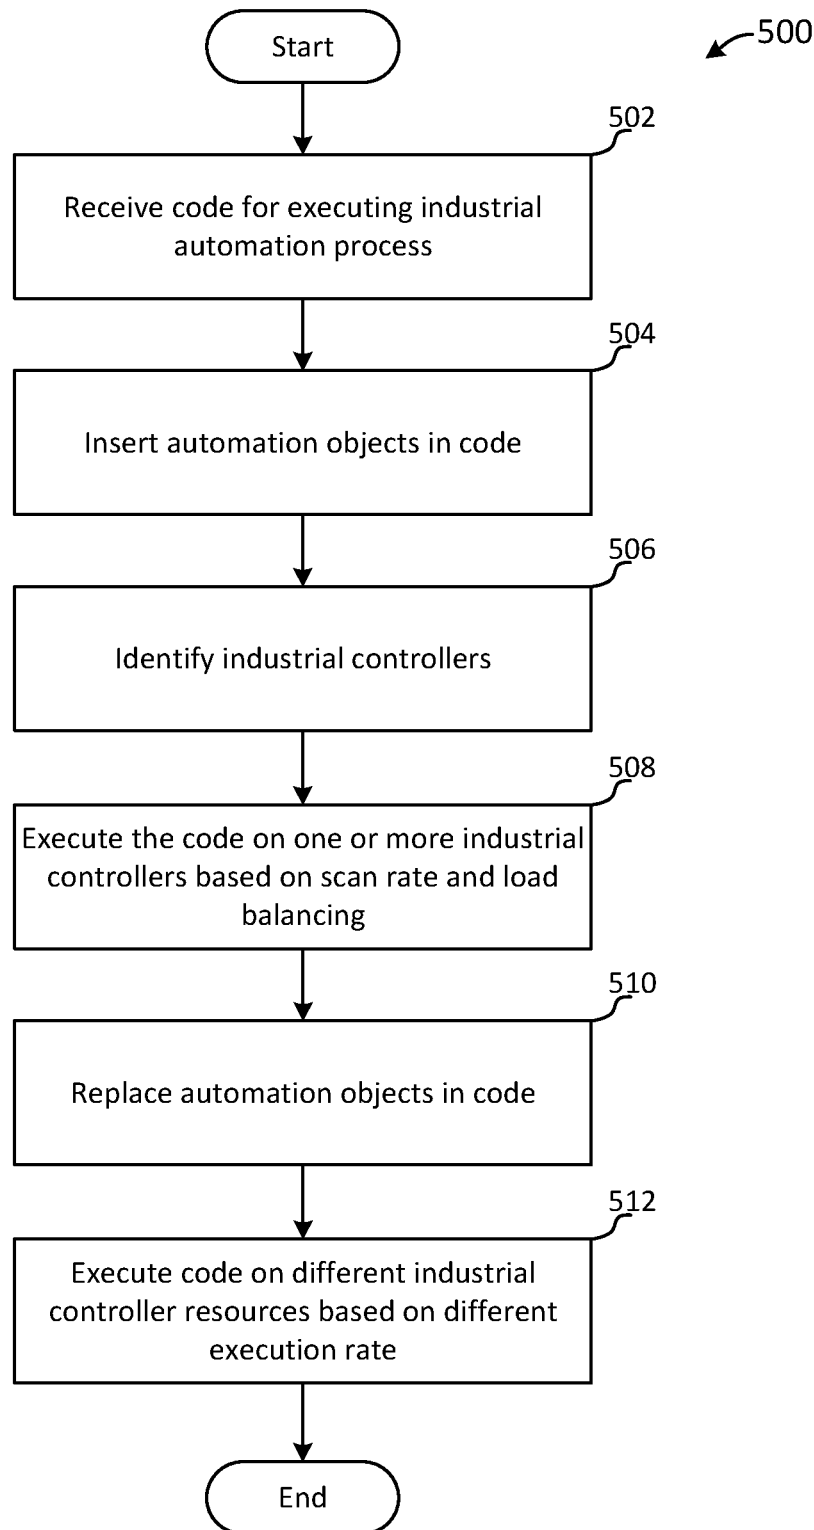 Start
500
502
Receive code for executing industrial
automation process
504
Insert automation objects in code
506
Identify industrial controllers
508
Execute the code on one or more industrial
controllers based on scan rate and load
balancing
510
Replace automation objects in code
512
Execute code on different industrial
controller resources based on different
execution rate
End